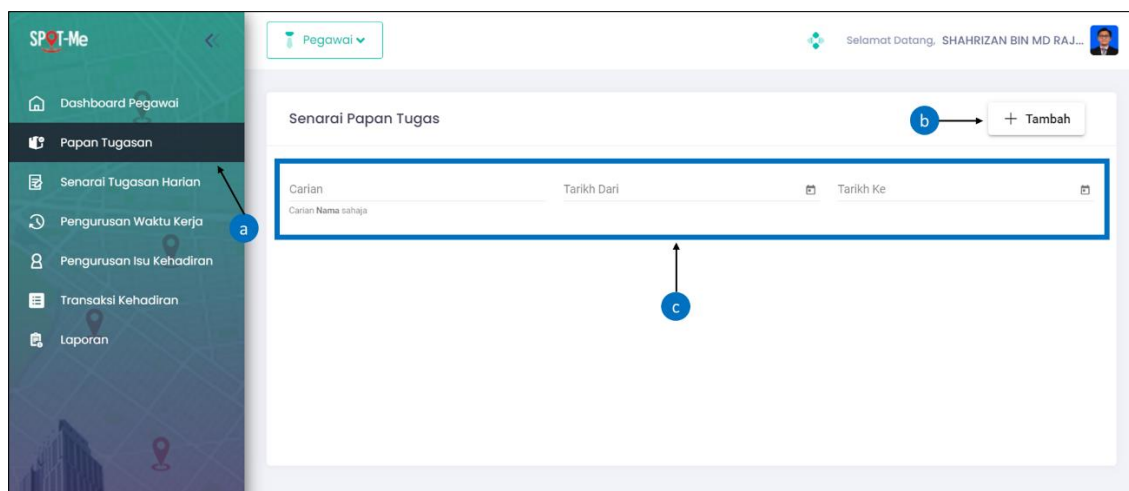 SPOT-Me
Pegawai
Selamat Datang, SHAHRIZAN BIN MD RAJ...
Dashboard Pegawai
Papan Tugasan
Senarai Tugasan Harian
Pengurusan Waktu Kerja
Pengurusan Isu Kehadiran
Transaksi Kehadiran
Laporan
a
Senarai Papan Tugas
b
+ Tambah
Carian
Tarikh Dari
Tarikh Ke
Carian Nama sahaja
c